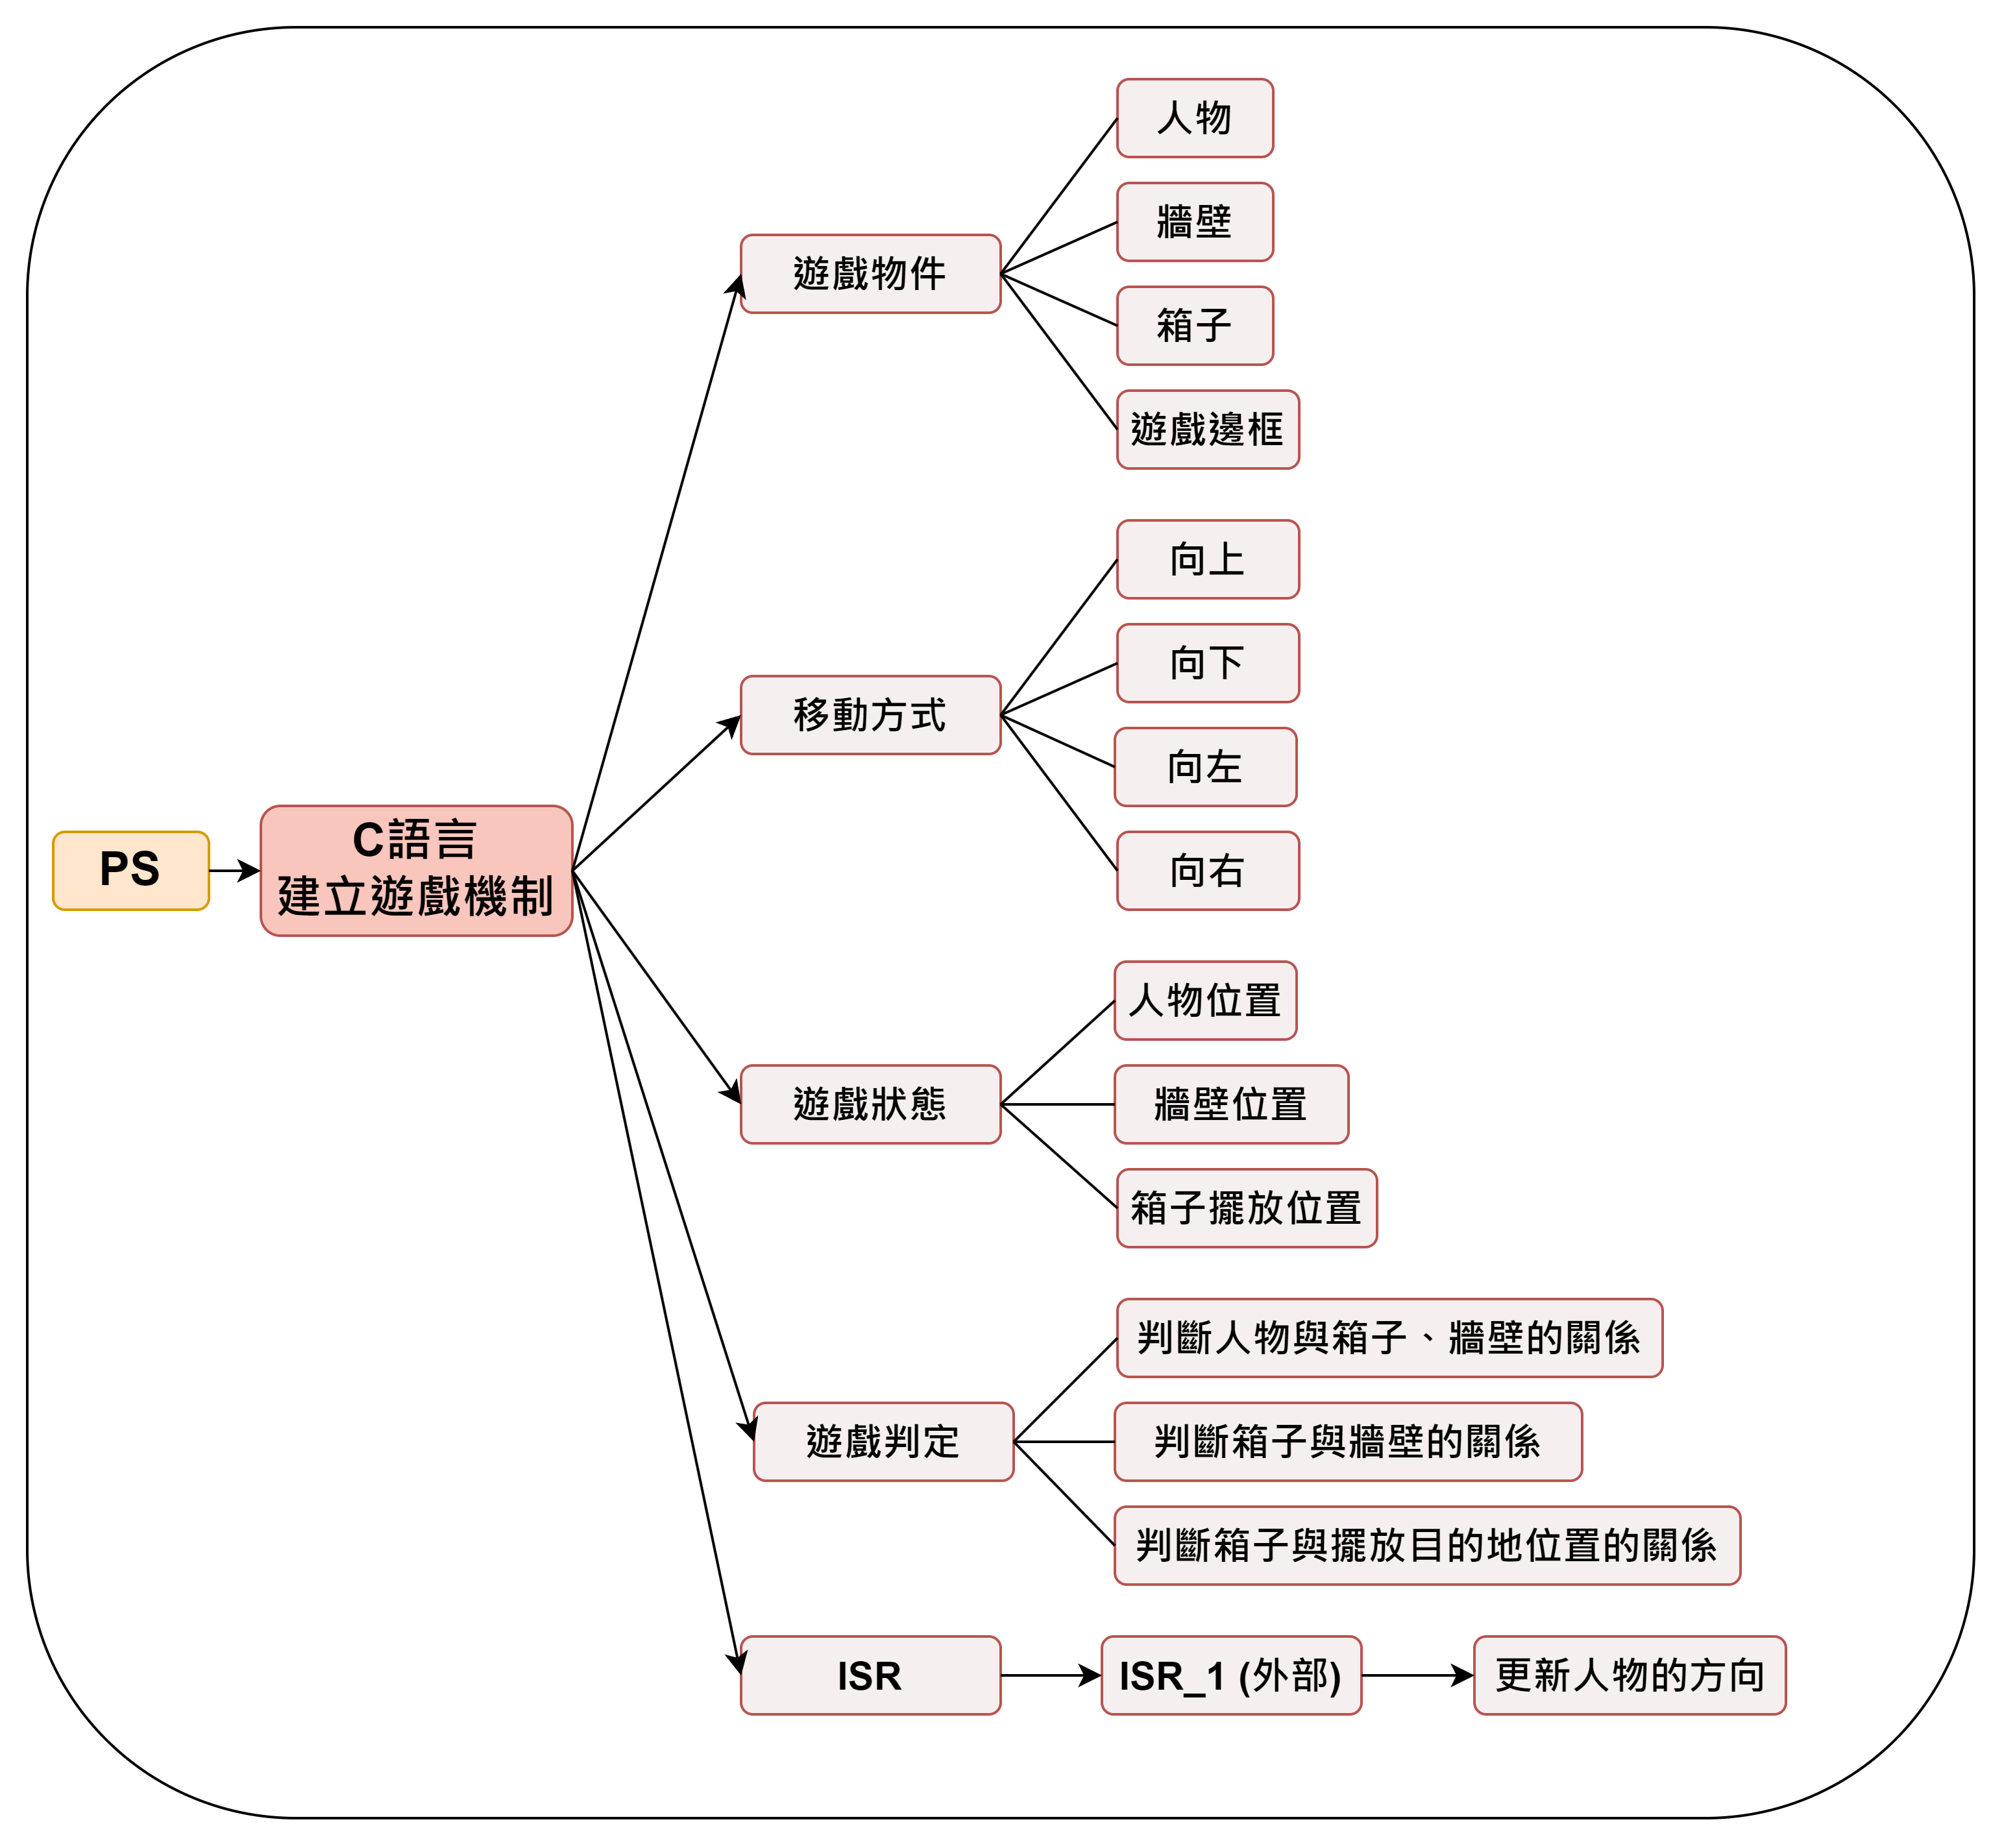 PS
C語言
建立遊戲機制
遊戲物件
人物
牆壁
箱子
遊戲邊框
移動方式
向上
向下
向左
向右
遊戲狀態
人物位置
牆壁位置
箱子擺放位置
遊戲判定
判斷人物與箱子、牆壁的關係
判斷箱子與牆壁的關係
判斷箱子與擺放目的地位置的關係
ISR
ISR_1 (外部)
更新人物的方向